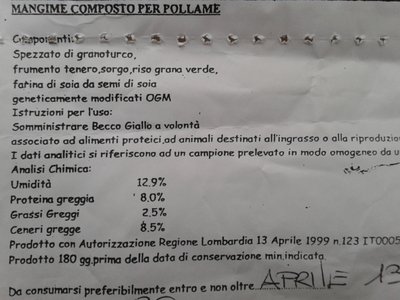 MANGIME COMPOSTO PER POLLAME
Componenti:
Spezzato di granoturco,
frumento tenero,sorgo,riso grana verde,
farina di soia da semi di soia
geneticamente modificati OGM
Istruzioni per l'uso:
Somministrare Becco Giallo a volontà
associato ad alimenti proteici,ad animali destinati all'ingrasso o alla riproduzio
I dati analitici si riferiscono ad un campione prelevato in modo omogeneo da u
Analisi Chimica:
Umidità 12.9%
Proteina greggia 8.0%
Grassi Greggi 2.5%
Ceneri gregge 8.5%
Prodotto con Autorizzazione Regione Lombardia 13 Aprile 1999 n.123 IT0005
Prodotto 180 gg.prima della data di conservazione min.indicata.
Da consumarsi preferibilmente entro e non oltre APRILE 13